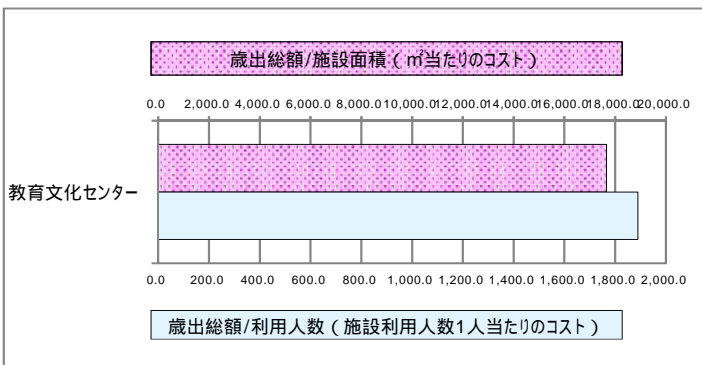 歳出総額/施設面積（㎡当たりのコスト）
0.0 2,000.0 4,000.0 6,000.0 8,000.0 10,000.0 12,000.0 14,000.0 16,000.0 18,000.0 20,000.0
教育文化センター
0.0 200.0 400.0 600.0 800.0 1,000.0 1,200.0 1,400.0 1,600.0 1,800.0 2,000.0
歳出総額/利用人数（施設利用人数1人当たりのコスト）